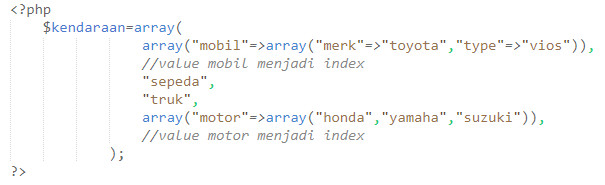 <?php
$kendaraan=array(
array("mobil"=>array("merk"=>"toyota","type"=>"vios")),
//value mobil menjadi index
"sepeda",
"truk",
array("motor"=>array("honda","yamaha","suzuki")),
//value motor menjadi index
);
?>